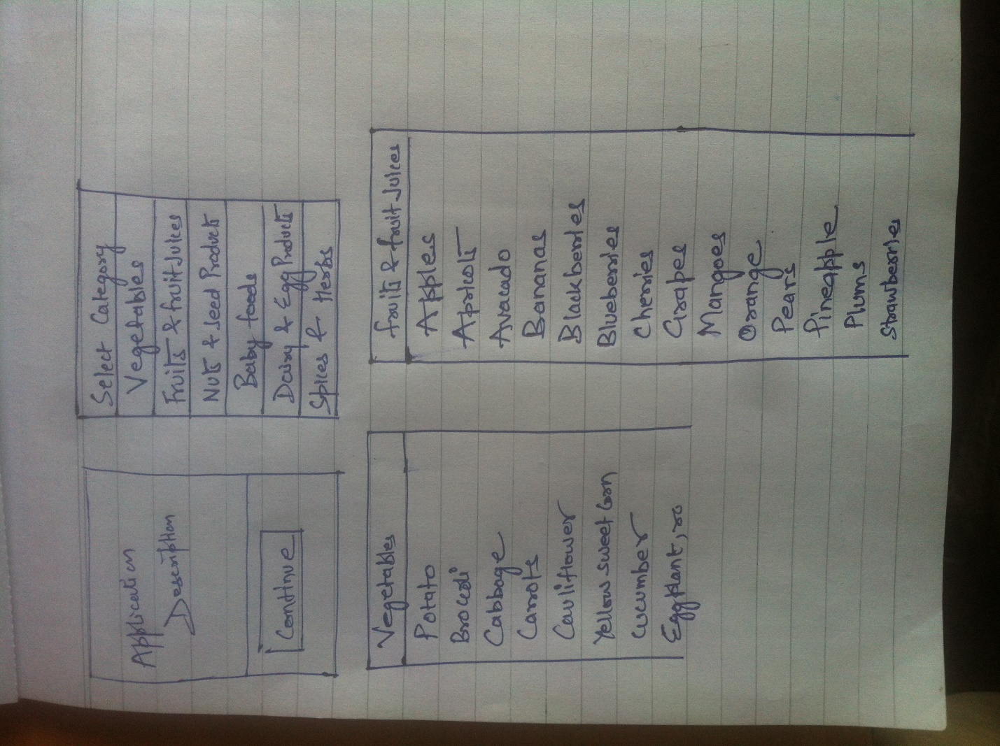 Application
Description
Continue
Select Category
Vegetables
Fruits & fruit Juices
Nuts & Seed Products
Baby foods
Dairy & Egg Products
Spices & Herbs
Vegetables
Potato
Brocoli
Cabbage
Carrots
Cauliflower
Yellow sweet Corn
Cucumber
Eggplant,
fruits & fruit Juices
Apples
Apricots
Avacado
Bananas
Blackberries
Blueberries
Cherries
Grapes
Mangoes
Orange
Pears
Pineapple
Plums
Strawberries